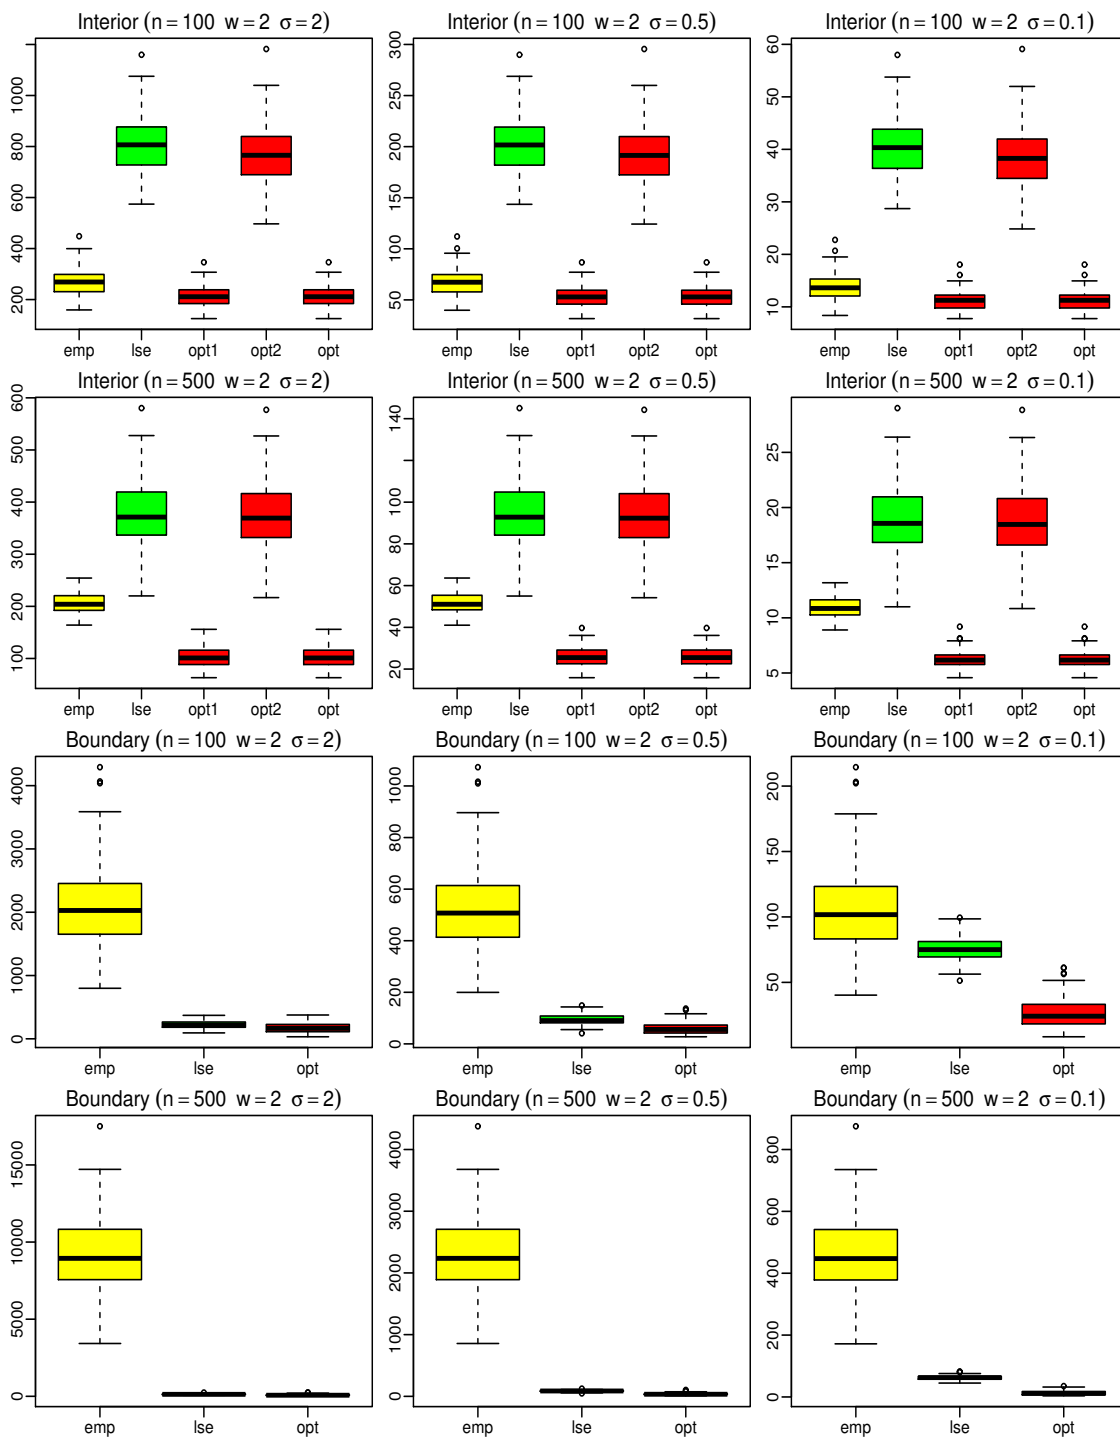 Interior (n = 100 w = 2 σ = 2)
200 400 600 800 1000
emp lse opt1 opt2 opt
Interior (n = 100 w = 2 σ = 0.5)
50 100 150 200 250 300
emp lse opt1 opt2 opt
Interior (n = 100 w = 2 σ = 0.1)
10 20 30 40 50 60
emp lse opt1 opt2 opt
Interior (n = 500 w = 2 σ = 2)
100 200 300 400 500 600
emp lse opt1 opt2 opt
Interior (n = 500 w = 2 σ = 0.5)
20 40 60 80 100 140
emp lse opt1 opt2 opt
Interior (n = 500 w = 2 σ = 0.1)
5 10 15 20 25
emp lse opt1 opt2 opt
Boundary (n = 100 w = 2 σ = 2)
0 1000 2000 3000 4000
emp lse opt
Boundary (n = 100 w = 2 σ = 0.5)
0 200 400 600 800 1000
emp lse opt
Boundary (n = 100 w = 2 σ = 0.1)
50 100 150 200
emp lse opt
Boundary (n = 500 w = 2 σ = 2)
0 5000 10000 15000
emp lse opt
Boundary (n = 500 w = 2 σ = 0.5)
0 1000 2000 3000 4000
emp lse opt
Boundary (n = 500 w = 2 σ = 0.1)
0 200 400 600 800
emp lse opt